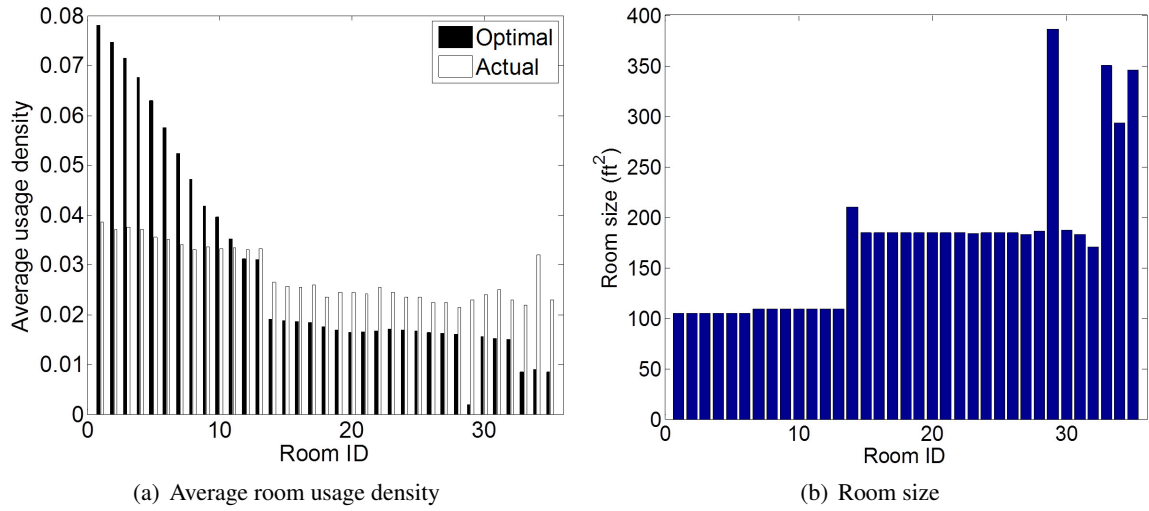 0.08
0.07
0.06
0.05
0.04
0.03
0.02
0.01
0
Average usage density
Optimal
Actual
0 10 20 30
Room ID
(a) Average room usage density
400
350
300
250
200
150
100
50
0
Room size (ft²)
0 10 20 30
Room ID
(b) Room size